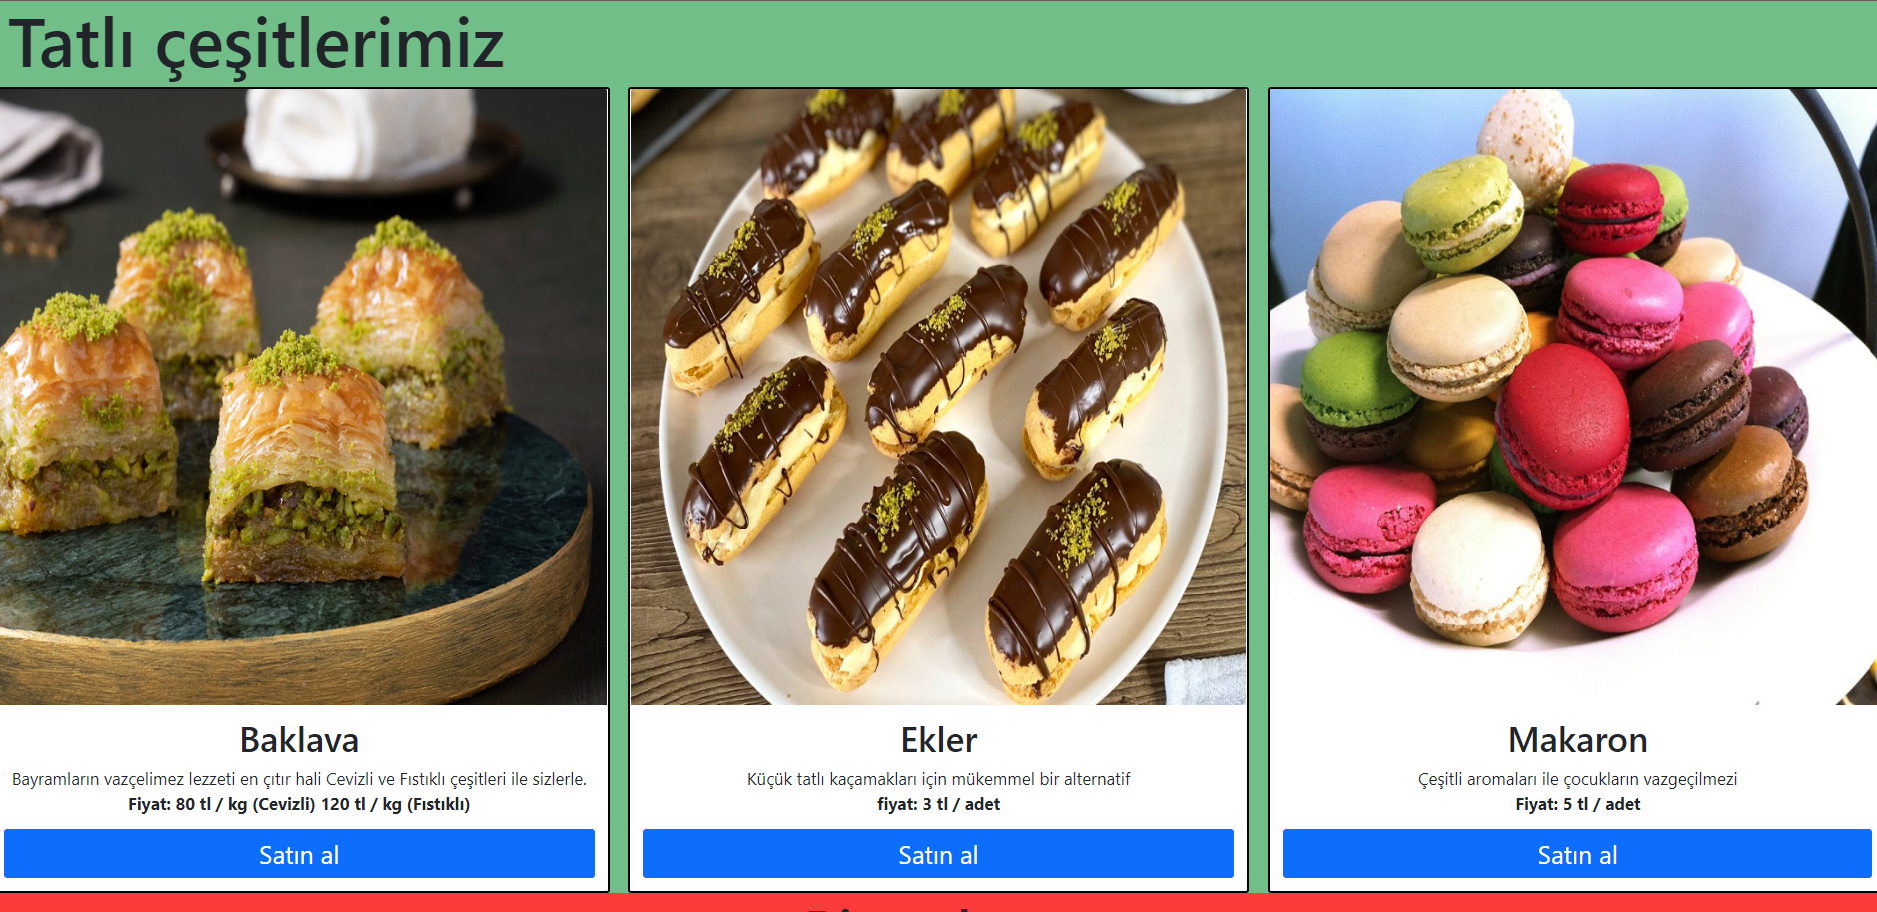 Tatlı çeşitlerimiz
Baklava
Bayramların vazçelimez lezzeti en çıtır hali Cevizli ve Fıstıklı çeşitleri ile sizlerle.
Fiyat: 80 tl / kg (Cevizli) 120 tl / kg (Fıstıklı)
Satın al
Ekler
Küçük tatlı kaçamakları için mükemmel bir alternatif
fiyat: 3 tl / adet
Satın al
Makaron
Çeşitli aromaları ile çocukların vazgeçilmezi
Fiyat: 5 tl / adet
Satın al